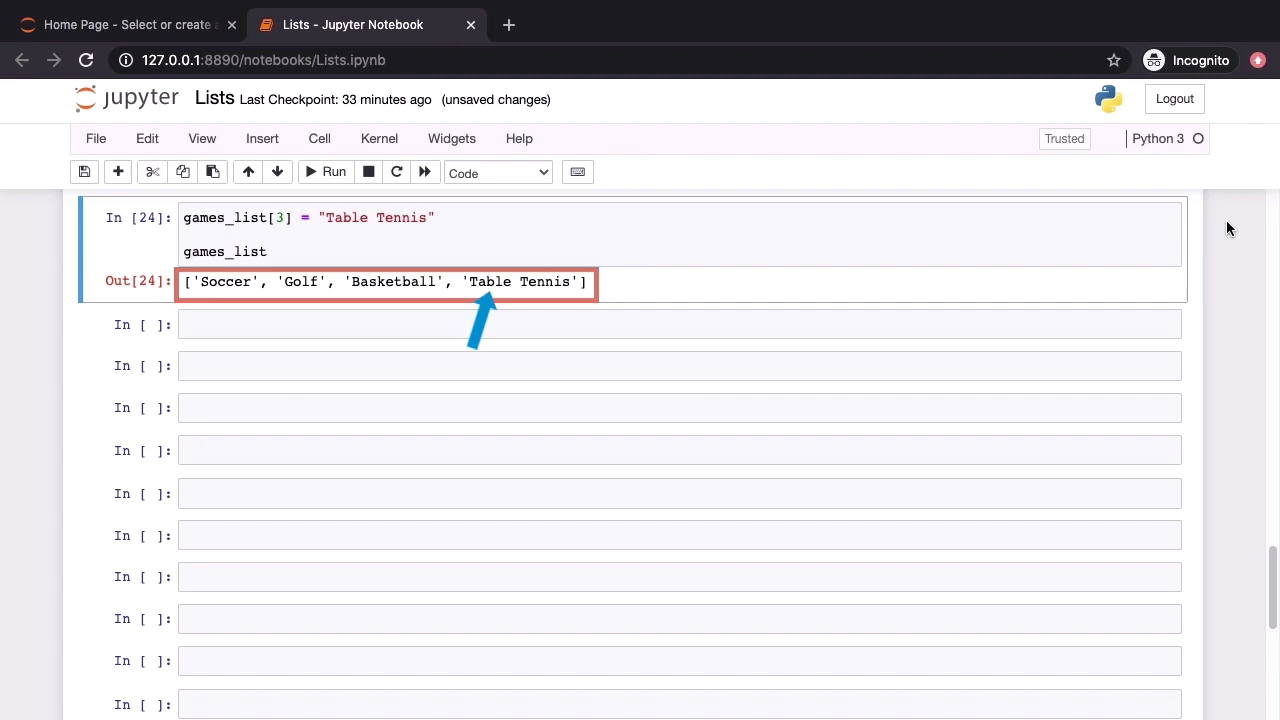 Home Page - Select or create a
Lists - Jupyter Notebook
127.0.0.1:8890/notebooks/Lists.ipynb
Incognito
jupyter Lists Last Checkpoint: 33 minutes ago (unsaved changes)
Logout
File Edit View Insert Cell Kernel Widgets Help
Trusted
Python 3
Run
Code
In [24]: games_list[3] = "Table Tennis"
games_list
Out[24]: ['Soccer', 'Golf', 'Basketball', 'Table Tennis']
In [ ]:
In [ ]:
In [ ]:
In [ ]:
In [ ]:
In [ ]:
In [ ]:
In [ ]:
In [ ]:
In [ ]: